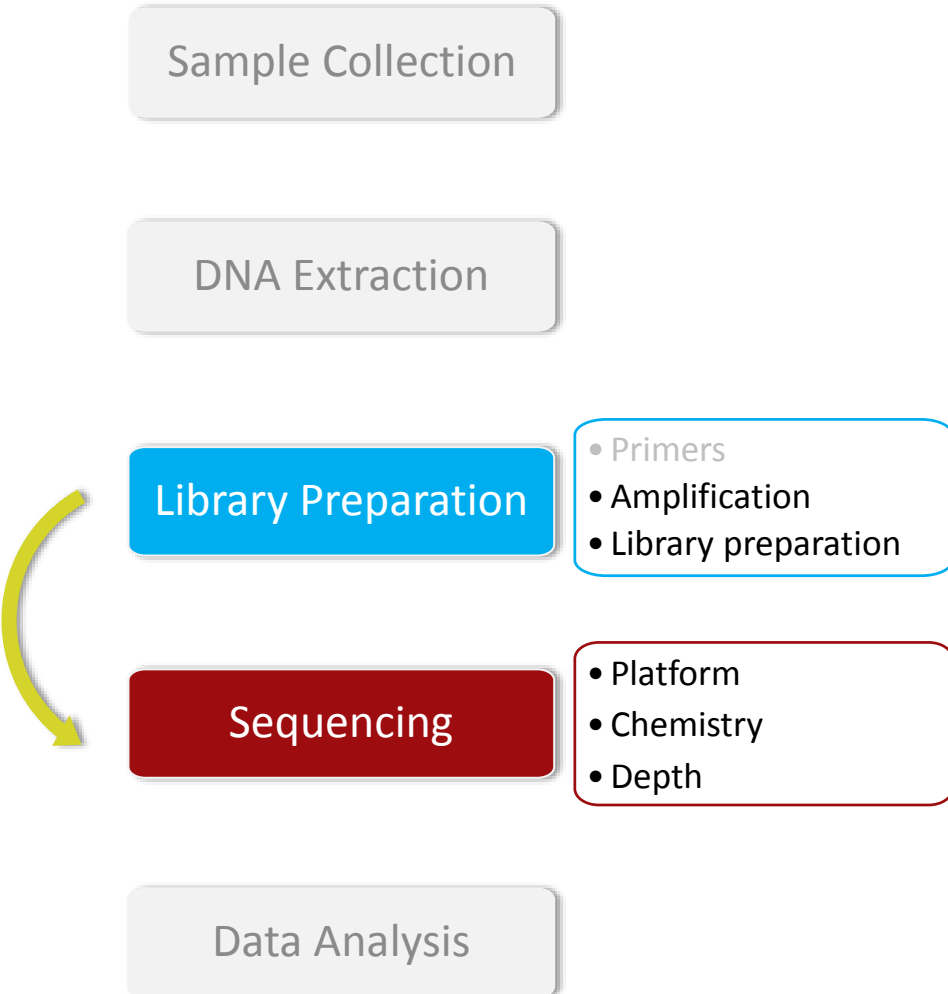 Sample Collection
DNA Extraction
Library Preparation
• Primers
• Amplification
• Library preparation
Sequencing
• Platform
• Chemistry
• Depth
Data Analysis